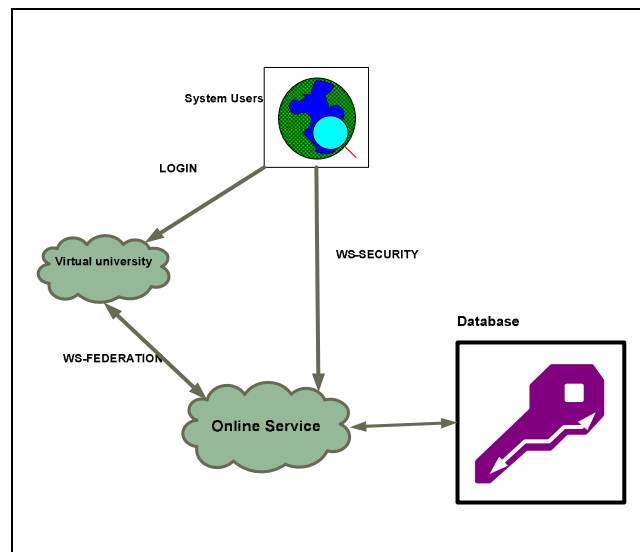 System Users
LOGIN
Virtual university
WS-SECURITY
Database
WS-FEDERATION
Online Service